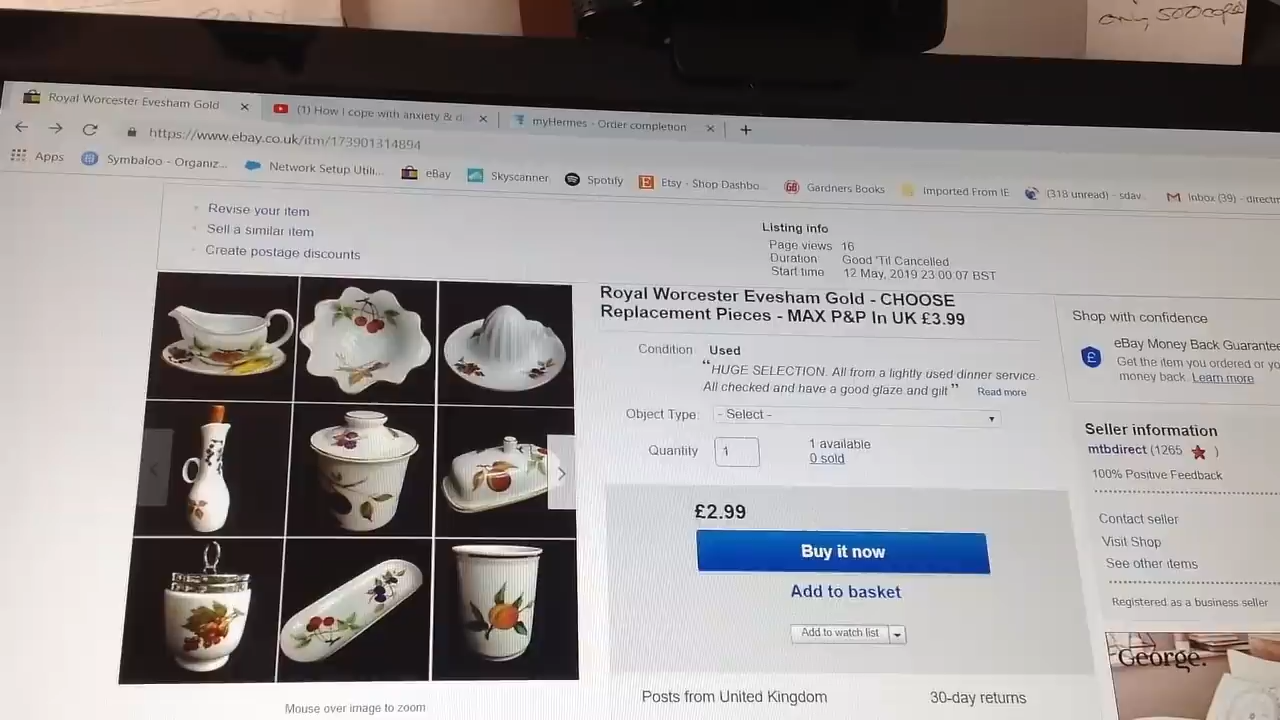 only 500 copies
Royal Worcester Evesham Gold
(1) How I cope with anxiety & d
myHermes - Order completion
https://www.ebay.co.uk/itm/173901314894
Apps
Symbaloo - Organiz...
Network Setup Utili...
eBay
Skyscanner
Spotify
Etsy - Shop Dashbo...
Gardners Books
Imported From IE
(318 unread) - sdav
Inbox (39) - directm
Revise your item
Sell a similar item
Create postage discounts
Listing info
Page views 16
Duration Good 'Til Cancelled
Start time 12 May, 2019 23:00:07 BST
Royal Worcester Evesham Gold - CHOOSE
Replacement Pieces - MAX P&P In UK £3.99
Condition Used
“HUGE SELECTION. All from a lightly used dinner service.
All checked and have a good glaze and gilt” Read more
Object Type: - Select -
Quantity 1
1 available
0 sold
£2.99
Buy it now
Add to basket
Add to watch list
Posts from United Kingdom
30-day returns
Mouse over image to zoom
Shop with confidence
eBay Money Back Guarantee
Get the item you ordered or yo
money back. Learn more
Seller information
mtbdirect (1265 )
100% Positive Feedback
Contact seller
Visit Shop
See other items
Registered as a business seller
George.